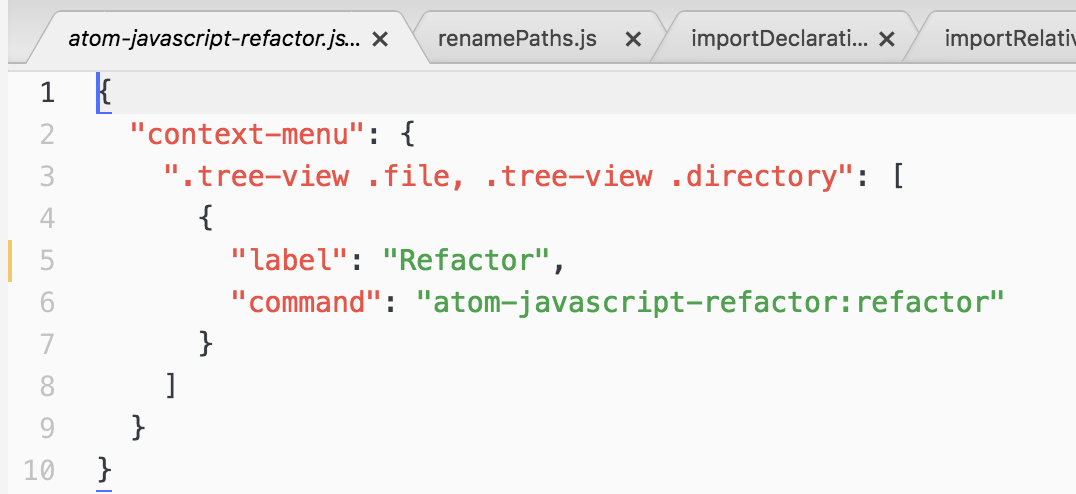 atom-javascript-refactor.js... × renamePaths.js × importDeclarati... × importRelativ
1 {
2   "context-menu": {
3     ".tree-view .file, .tree-view .directory": [
4       {
5         "label": "Refactor",
6         "command": "atom-javascript-refactor:refactor"
7       }
8     ]
9   }
10 }